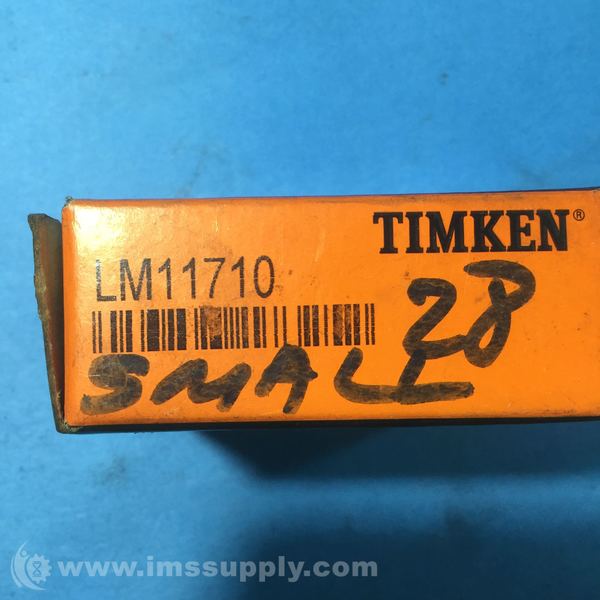 TIMKEN®
LM11710
28
SMALL
www.imssupply.com